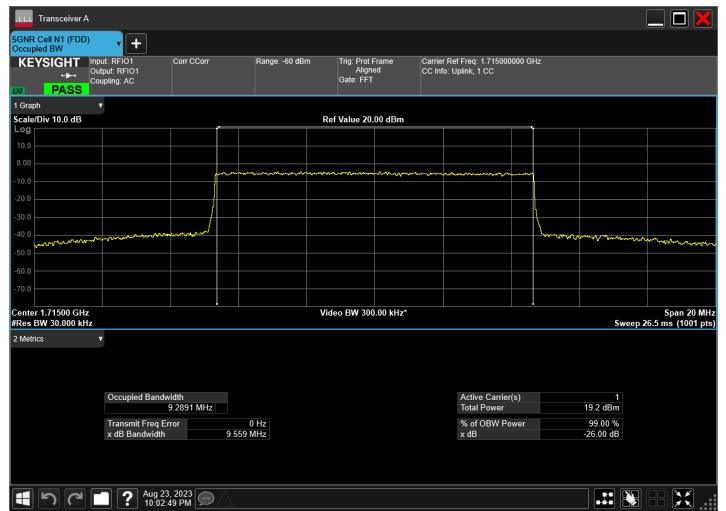 Transceiver A
5GNR Cell N1 (FDD)
Occupied BW
KEYSIGHT
LXI
PASS
Input: RFIO1
Output: RFIO1
Coupling: AC
Corr CCorr
Range: -60 dBm
Trig: Prot Frame
Aligned
Gate: FFT
Carrier Ref Freq: 1.715000000 GHz
CC Info: Uplink, 1 CC
1 Graph
Scale/Div 10.0 dB
Ref Value 20.00 dBm
Log
10.0
0.00
-10.0
-20.0
-30.0
-40.0
-50.0
-60.0
-70.0
Center 1.71500 GHz
Video BW 300.00 kHz*
Span 20 MHz
#Res BW 30.000 kHz
Sweep 26.5 ms (1001 pts)
2 Metrics
Occupied Bandwidth
9.2891 MHz
Transmit Freq Error 0 Hz
x dB Bandwidth 9.559 MHz
Active Carrier(s) 1
Total Power 19.2 dBm
% of OBW Power 99.00 %
x dB -26.00 dB
?
Aug 23, 2023
10:02:49 PM